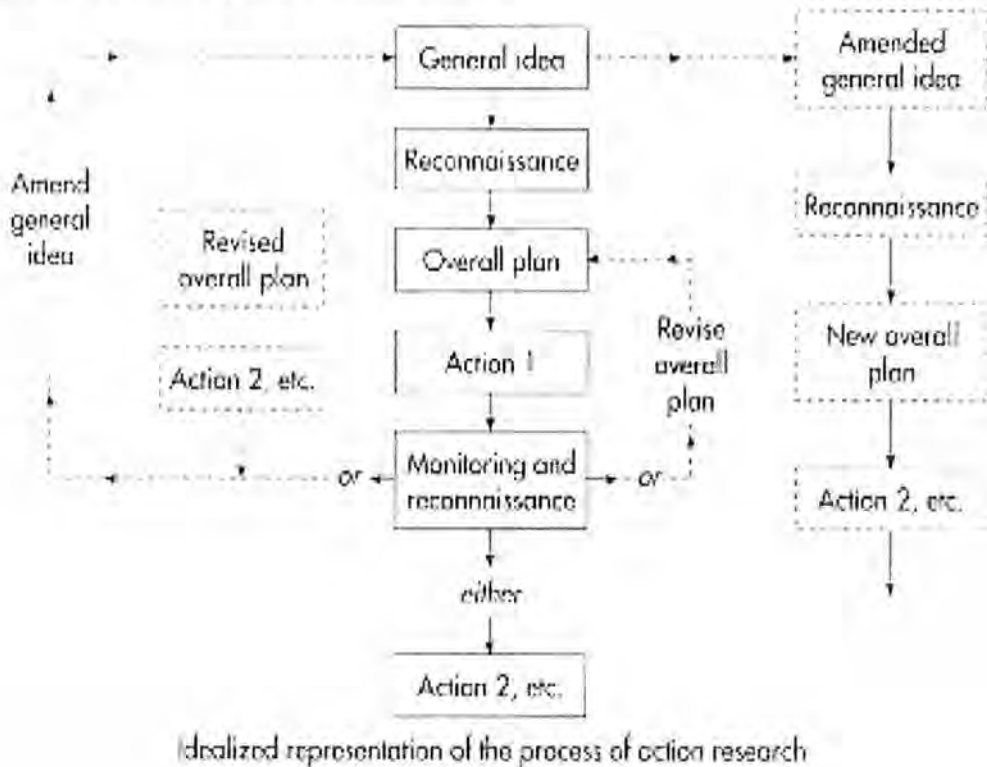 General idea
Amended
general idea
Reconnaissance
Amend
general
idea
Reconnaissance
Revised
overall plan
Overall plan
Revise
overall
plan
New overall
plan
Action 1
Action 2, etc.
Monitoring and
reconnaissance
or
or
Action 2, etc.
either
Action 2, etc.
Idealized representation of the process of action research